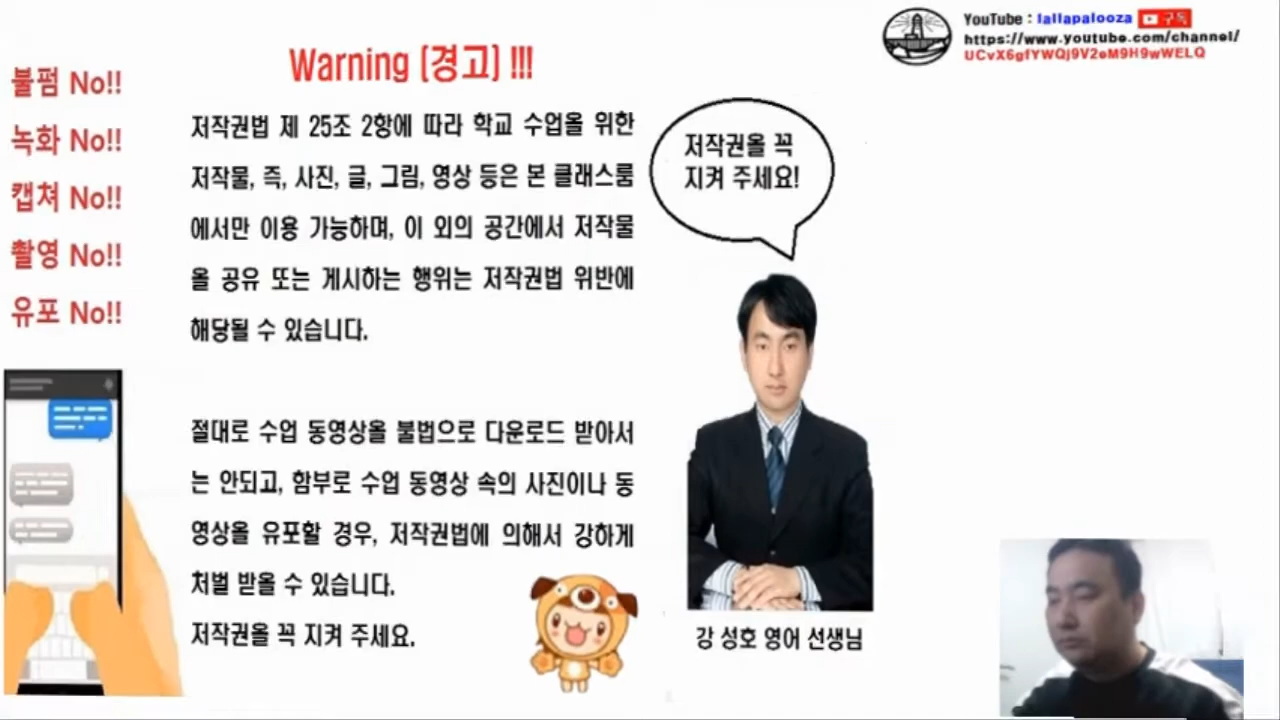 YouTube : lallapalooza 구독
https://www.youtube.com/channel/
UCvX6gfYWQj9V2eM9H9wWELQ
Warning (경고) !!!
불펌 No!!
녹화 No!!
캡쳐 No!!
촬영 No!!
유포 No!!
저작권법 제 25조 2항에 따라 학교 수업을 위한
저작물, 즉, 사진, 글, 그림, 영상 등은 본 클래스룸
에서만 이용 가능하며, 이 외의 공간에서 저작물
을 공유 또는 게시하는 행위는 저작권법 위반에
해당될 수 있습니다.
절대로 수업 동영상을 불법으로 다운로드 받아서
는 안되고, 함부로 수업 동영상 속의 사진이나 동
영상을 유포할 경우, 저작권법에 의해서 강하게
처벌 받을 수 있습니다.
저작권을 꼭 지켜 주세요.
저작권을 꼭
지켜 주세요!
강 성호 영어 선생님